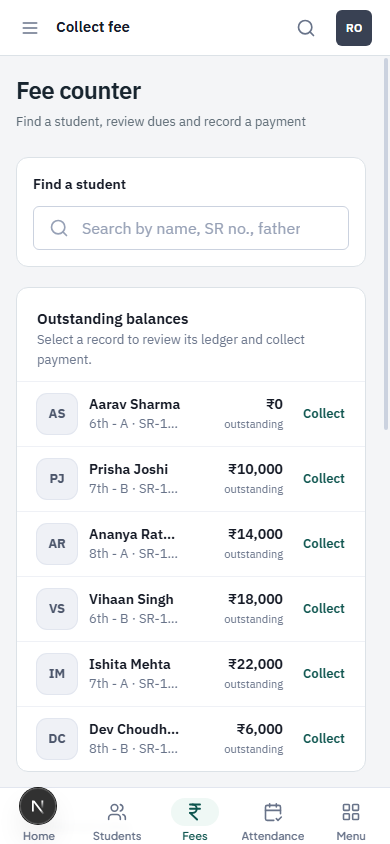 Collect fee
RO
Fee counter
Find a student, review dues and record a payment
Find a student
Search by name, SR no., father
Outstanding balances
Select a record to review its ledger and collect
payment.
AS Aarav Sharma ₹0 Collect
6th - A · SR-1... outstanding
PJ Prisha Joshi ₹10,000 Collect
7th - B · SR-1... outstanding
AR Ananya Rat... ₹14,000 Collect
8th - A · SR-1... outstanding
VS Vihaan Singh ₹18,000 Collect
6th - B · SR-1... outstanding
IM Ishita Mehta ₹22,000 Collect
7th - A · SR-1... outstanding
DC Dev Choudh... ₹6,000 Collect
8th - B · SR-1... outstanding
N ₹
Home Students Fees Attendance Menu